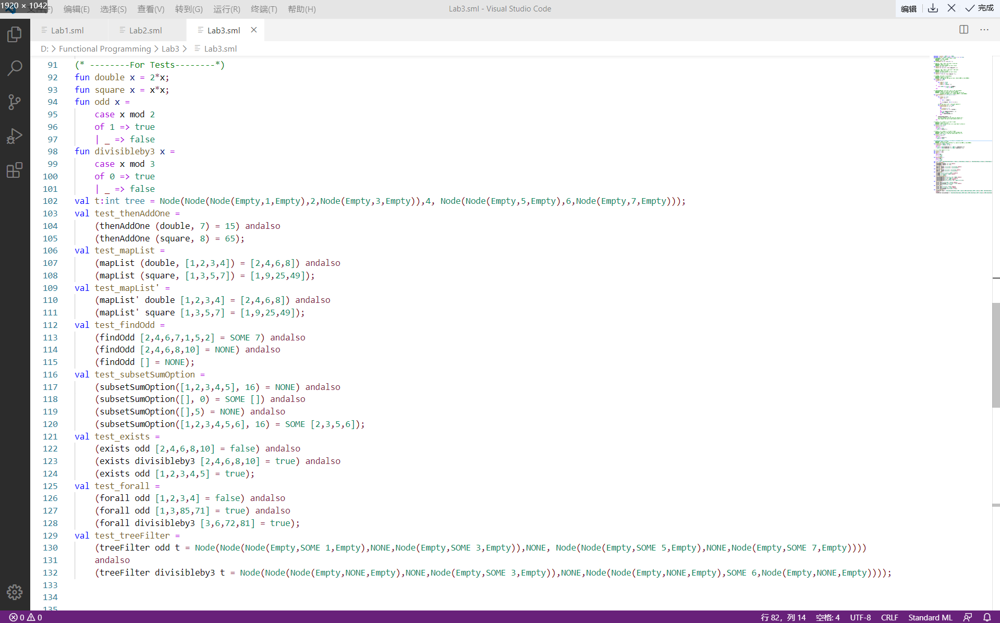 1920 × 1042
编辑(E) 选择(S) 查看(V) 转到(G) 运行(R) 终端(T) 帮助(H)
Lab3.sml - Visual Studio Code
编辑 完成
Lab1.sml Lab2.sml Lab3.sml
D: > Functional Programming > Lab3 > Lab3.sml
91 (* --------For Tests--------*)
92 fun double x = 2*x;
93 fun square x = x*x;
94 fun odd x =
95 case x mod 2
96 of 1 => true
97 | _ => false
98 fun divisibleby3 x =
99 case x mod 3
100 of 0 => true
101 | _ => false
102 val t:int tree = Node(Node(Node(Empty,1,Empty),2,Node(Empty,3,Empty)),4, Node(Node(Empty,5,Empty),6,Node(Empty,7,Empty)));
103 val test_thenAddOne =
104 (thenAddOne (double, 7) = 15) andalso
105 (thenAddOne (square, 8) = 65);
106 val test_mapList =
107 (mapList (double, [1,2,3,4]) = [2,4,6,8]) andalso
108 (mapList (square, [1,3,5,7]) = [1,9,25,49]);
109 val test_mapList' =
110 (mapList' double [1,2,3,4] = [2,4,6,8]) andalso
111 (mapList' square [1,3,5,7] = [1,9,25,49]);
112 val test_findOdd =
113 (findOdd [2,4,6,7,1,5,2] = SOME 7) andalso
114 (findOdd [2,4,6,8,10] = NONE) andalso
115 (findOdd [] = NONE);
116 val test_subsetSumOption =
117 (subsetSumOption([1,2,3,4,5], 16) = NONE) andalso
118 (subsetSumOption([], 0) = SOME []) andalso
119 (subsetSumOption([],5) = NONE) andalso
120 (subsetSumOption([1,2,3,4,5,6], 16) = SOME [2,3,5,6]);
121 val test_exists =
122 (exists odd [2,4,6,8,10] = false) andalso
123 (exists divisibleby3 [2,4,6,8,10] = true) andalso
124 (exists odd [1,2,3,4,5] = true);
125 val test_forall =
126 (forall odd [1,2,3,4] = false) andalso
127 (forall odd [1,3,85,71] = true) andalso
128 (forall divisibleby3 [3,6,72,81] = true);
129 val test_treeFilter =
130 (treeFilter odd t = Node(Node(Node(Empty,SOME 1,Empty),NONE,Node(Empty,SOME 3,Empty)),NONE, Node(Node(Empty,SOME 5,Empty),NONE,Node(Empty,SOME 7,Empty))))
131 andalso
132 (treeFilter divisibleby3 t = Node(Node(Node(Empty,NONE,Empty),NONE,Node(Empty,SOME 3,Empty)),NONE,Node(Node(Empty,NONE,Empty),SOME 6,Node(Empty,NONE,Empty))));
133
134
135
0 0 行 82，列 14 空格: 4 UTF-8 CRLF Standard ML